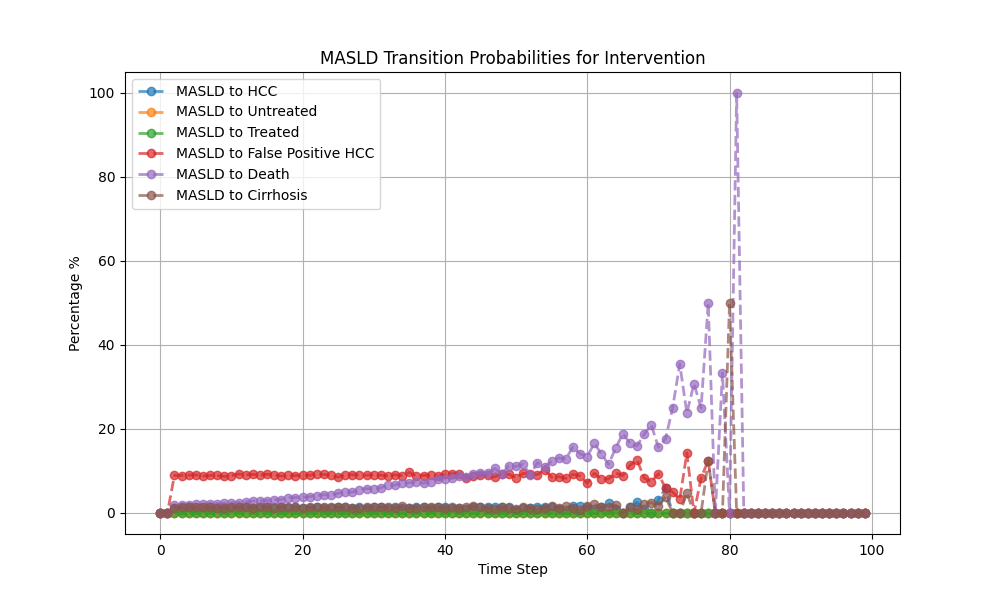 MASLD Transition Probabilities for Intervention
100
80
60
40
20
0
Percentage %
MASLD to HCC
MASLD to Untreated
MASLD to Treated
MASLD to False Positive HCC
MASLD to Death
MASLD to Cirrhosis
0 20 40 60 80 100
Time Step